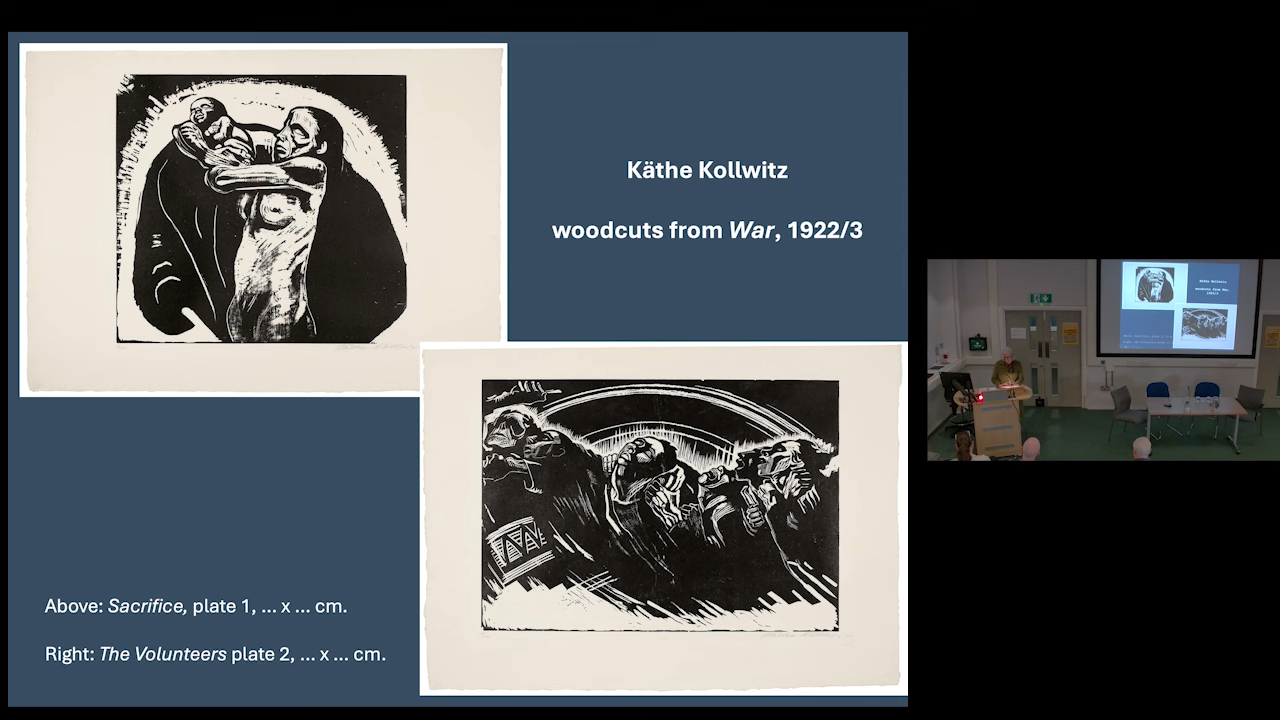 Käthe Kollwitz
woodcuts from War, 1922/3
Above: Sacrifice, plate 1, ... x ... cm.
Right: The Volunteers plate 2, ... x ... cm.